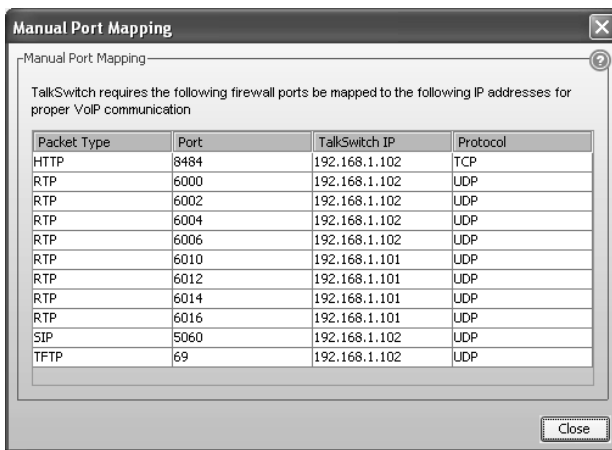 Manual Port Mapping
Manual Port Mapping
TalkSwitch requires the following firewall ports be mapped to the following IP addresses for
proper VoIP communication
Packet Type Port TalkSwitch IP Protocol
HTTP 8484 192.168.1.102 TCP
RTP 6000 192.168.1.102 UDP
RTP 6002 192.168.1.102 UDP
RTP 6004 192.168.1.102 UDP
RTP 6006 192.168.1.102 UDP
RTP 6010 192.168.1.101 UDP
RTP 6012 192.168.1.101 UDP
RTP 6014 192.168.1.101 UDP
RTP 6016 192.168.1.101 UDP
SIP 5060 192.168.1.102 UDP
TFTP 69 192.168.1.102 UDP
Close